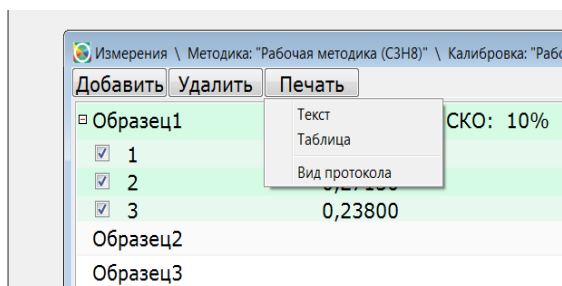 Измерения \ Методика: "Рабочая методика (C3H8)" \ Калибровка: "Рабо
Добавить Удалить Печать
Образец1 СКО: 10%
Текст
Таблица
Вид протокола
1
2
3 0,23800
Образец2
Образец3